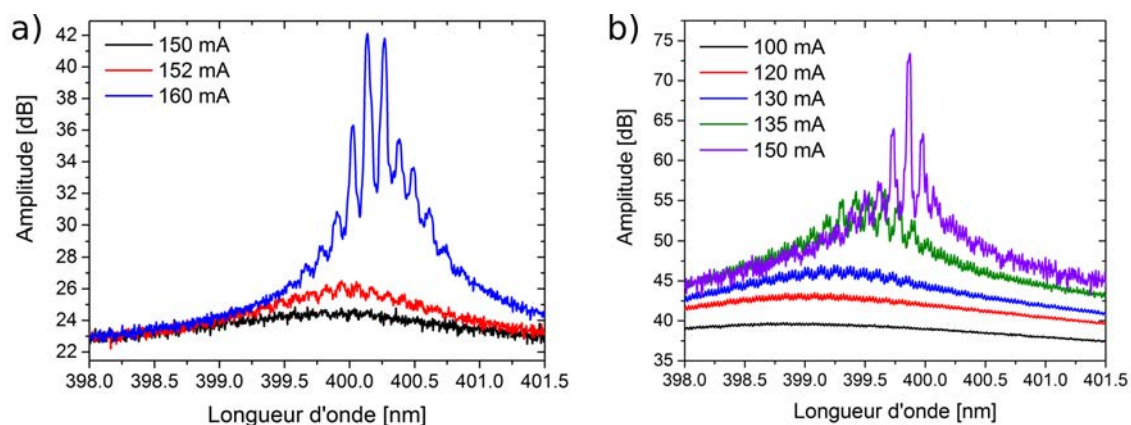 a)
150 mA
152 mA
160 mA
Amplitude [dB]
42
40
38
36
34
32
30
28
26
24
22
398.0 398.5 399.0 399.5 400.0 400.5 401.0 401.5
Longueur d'onde [nm]
b)
100 mA
120 mA
130 mA
135 mA
150 mA
Amplitude [dB]
75
70
65
60
55
50
45
40
35
398.0 398.5 399.0 399.5 400.0 400.5 401.0 401.5
Longueur d'onde [nm]